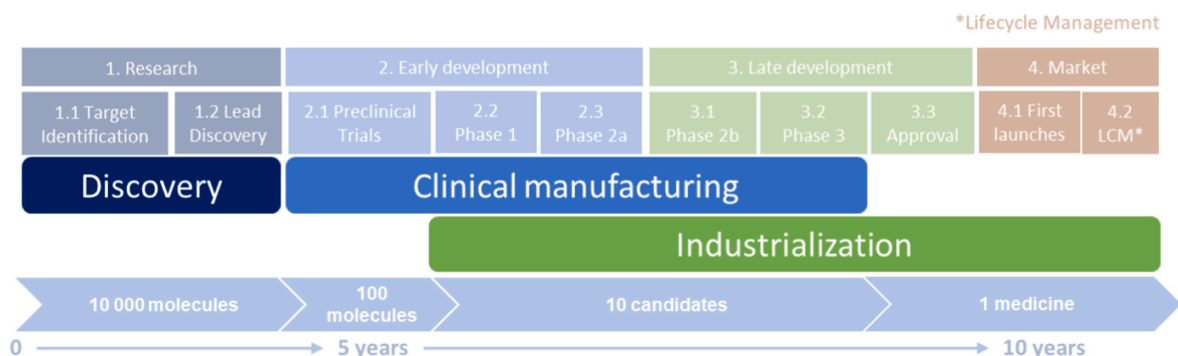 *Lifecycle Management
1. Research
2. Early development
3. Late development
4. Market
1.1 Target
Identification
1.2 Lead
Discovery
2.1 Preclinical
Trials
2.2
Phase 1
2.3
Phase 2a
3.1
Phase 2b
3.2
Phase 3
3.3
Approval
4.1 First
launches
4.2
LCM*
Discovery
Clinical manufacturing
Industrialization
10 000 molecules
100
molecules
10 candidates
1 medicine
0
5 years
10 years